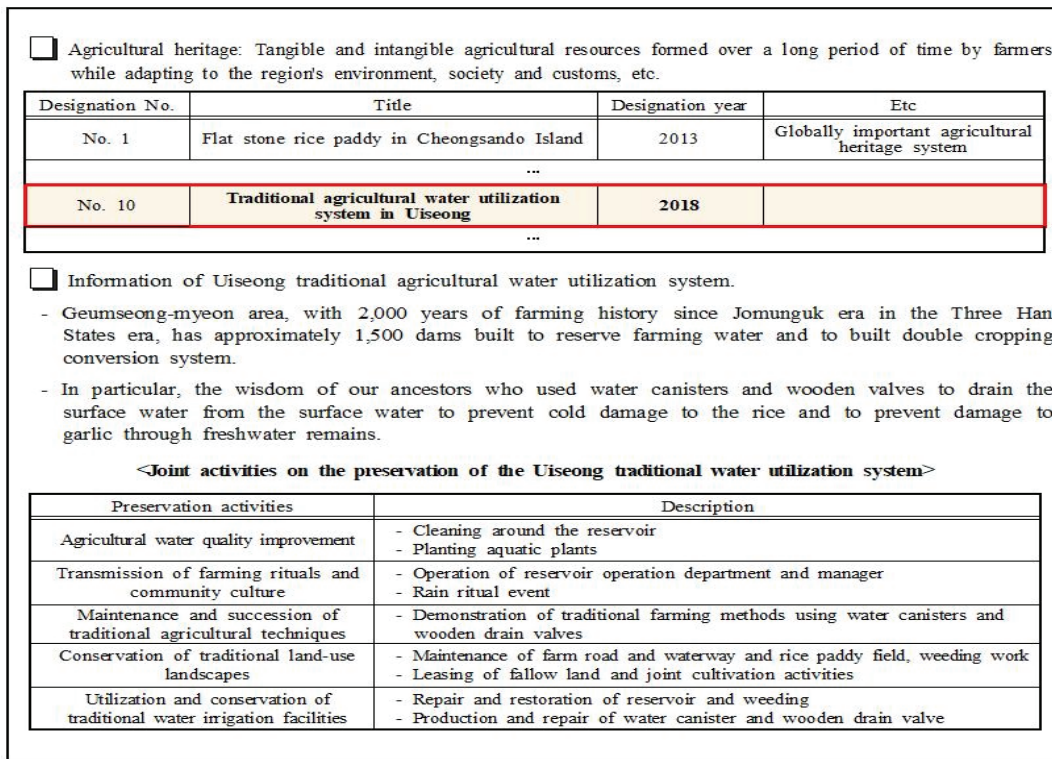 Agricultural heritage: Tangible and intangible agricultural resources formed over a long period of time by farmers
while adapting to the region's environment, society and customs, etc.
Designation No. Title Designation year Etc
No. 1 Flat stone rice paddy in Cheongsando Island 2013 Globally important agricultural
heritage system
...
No. 10 Traditional agricultural water utilization
system in Uiseong 2018
...
Information of Uiseong traditional agricultural water utilization system.
- Geumseong-myeon area, with 2,000 years of farming history since Jomunguk era in the Three Han
States era, has approximately 1,500 dams built to reserve farming water and to built double cropping
conversion system.
- In particular, the wisdom of our ancestors who used water canisters and wooden valves to drain the
surface water from the surface water to prevent cold damage to the rice and to prevent damage to
garlic through freshwater remains.
<Joint activities on the preservation of the Uiseong traditional water utilization system>
Preservation activities Description
Agricultural water quality improvement
- Cleaning around the reservoir
- Planting aquatic plants
Transmission of farming rituals and
community culture
- Operation of reservoir operation department and manager
- Rain ritual event
Maintenance and succession of
traditional agricultural techniques
- Demonstration of traditional farming methods using water canisters and
wooden drain valves
Conservation of traditional land-use
landscapes
- Maintenance of farm road and waterway and rice paddy field, weeding work
- Leasing of fallow land and joint cultivation activities
Utilization and conservation of
traditional water irrigation facilities
- Repair and restoration of reservoir and weeding
- Production and repair of water canister and wooden drain valve